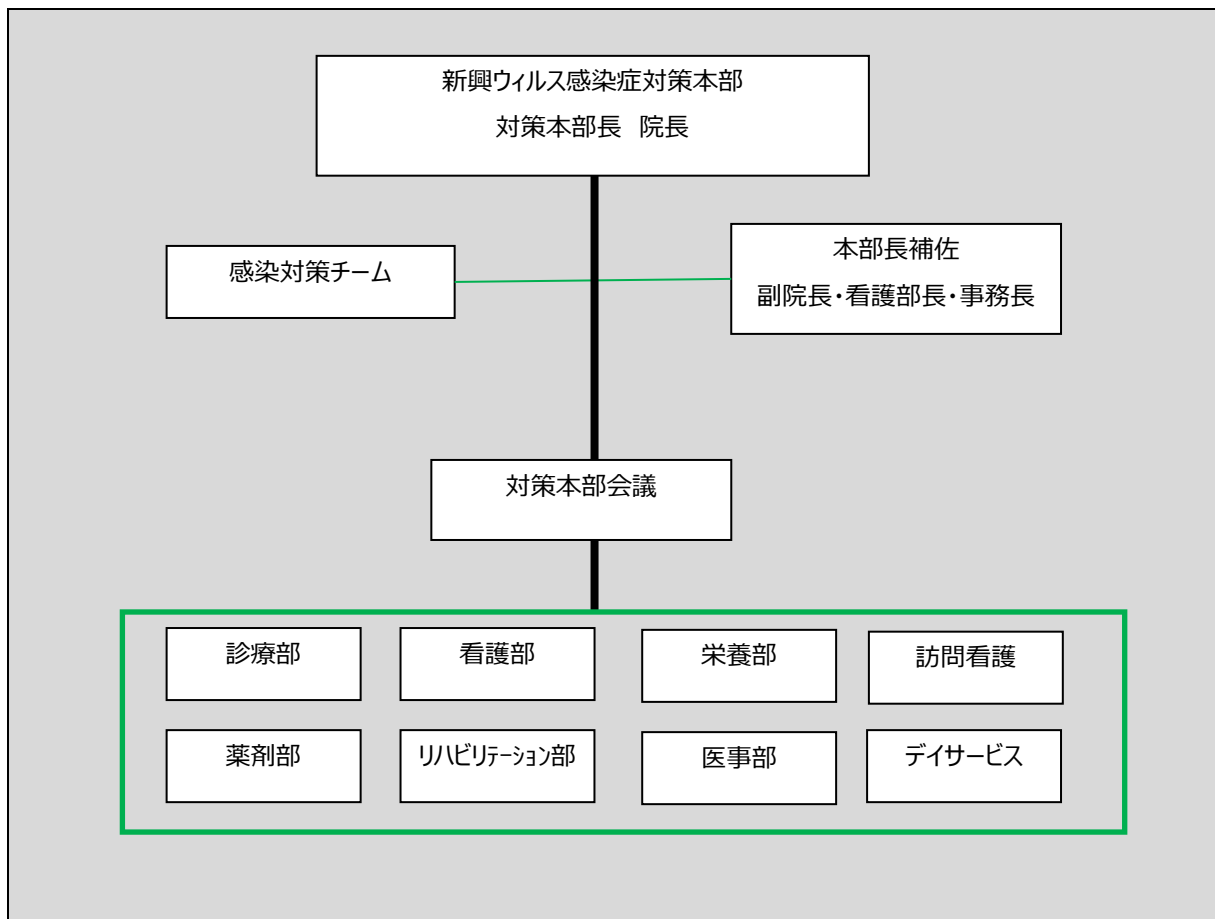 新興ウィルス感染症対策本部
対策本部長　院長
感染対策チーム
本部長補佐
副院長・看護部長・事務長
対策本部会議
診療部
看護部
栄養部
訪問看護
薬剤部
リハビリテーション部
医事部
デイサービス